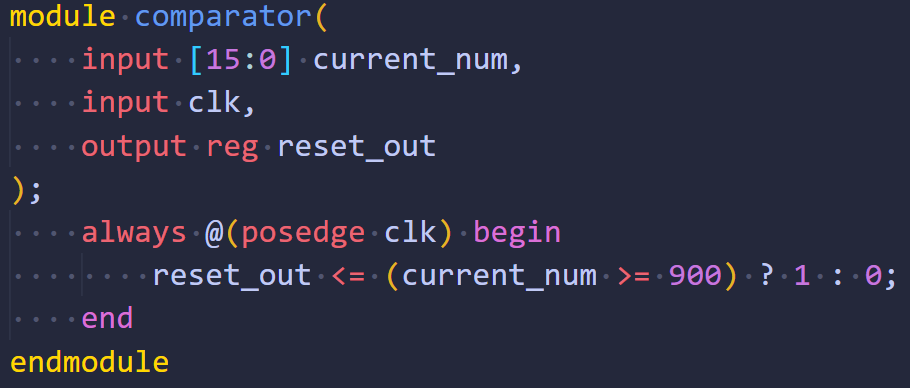 module comparator(
    input [15:0] current_num,
    input clk,
    output reg reset_out
);
    always @(posedge clk) begin
        reset_out <= (current_num >= 900) ? 1 : 0;
    end
endmodule